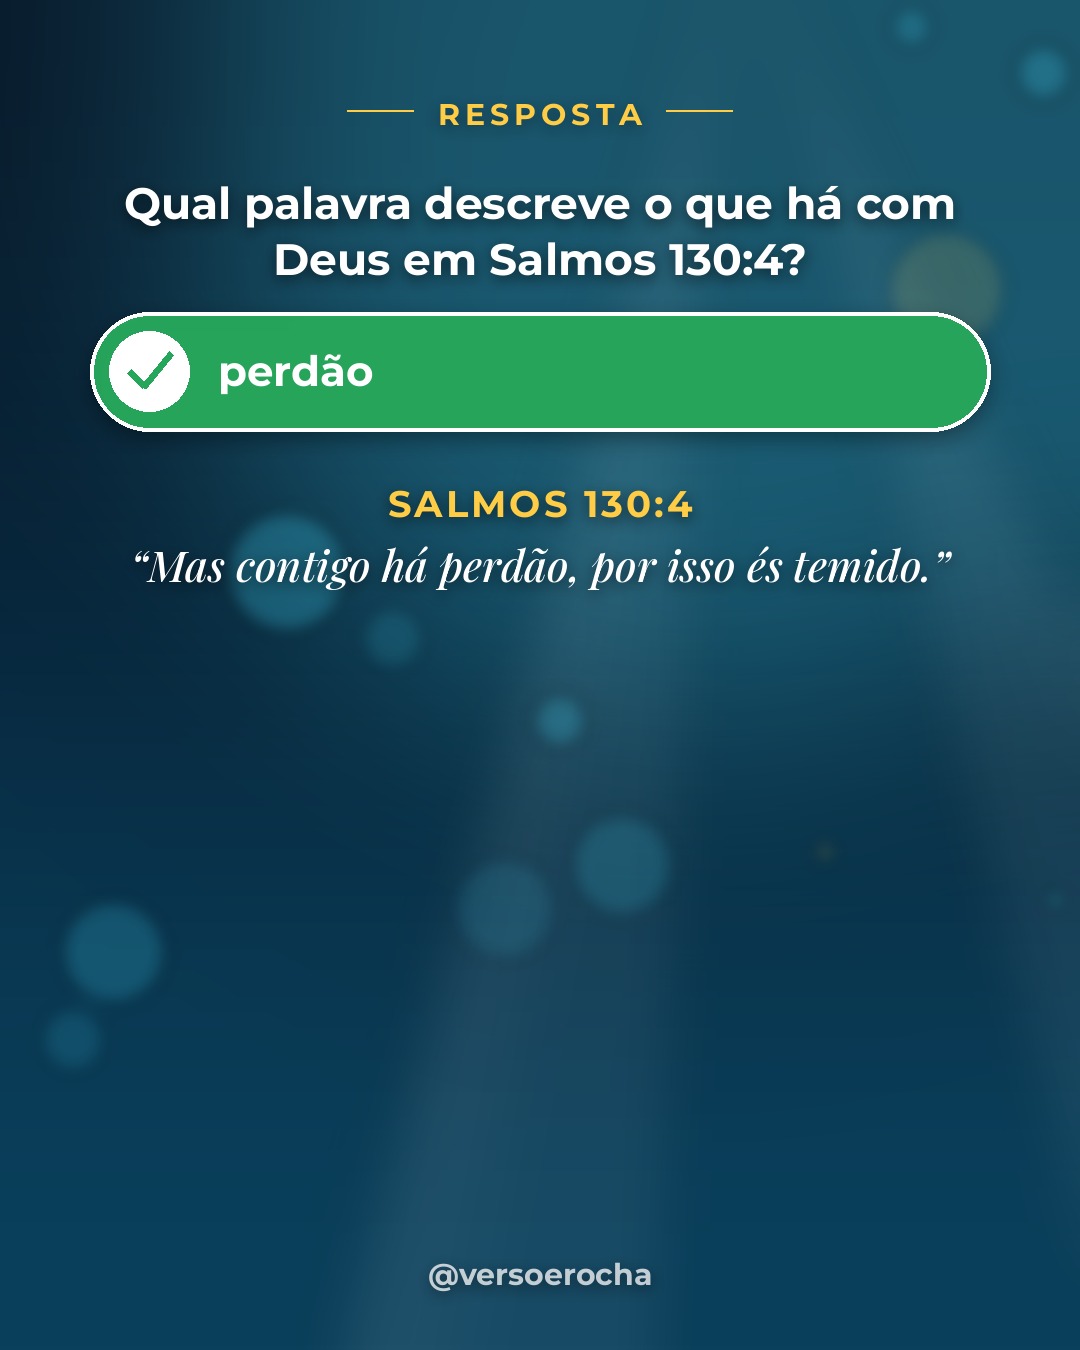 RESPOSTA
Qual palavra descreve o que há com
Deus em Salmos 130:4?
perdão
SALMOS 130:4
“Mas contigo há perdão, por isso és temido.”
@versoerocha